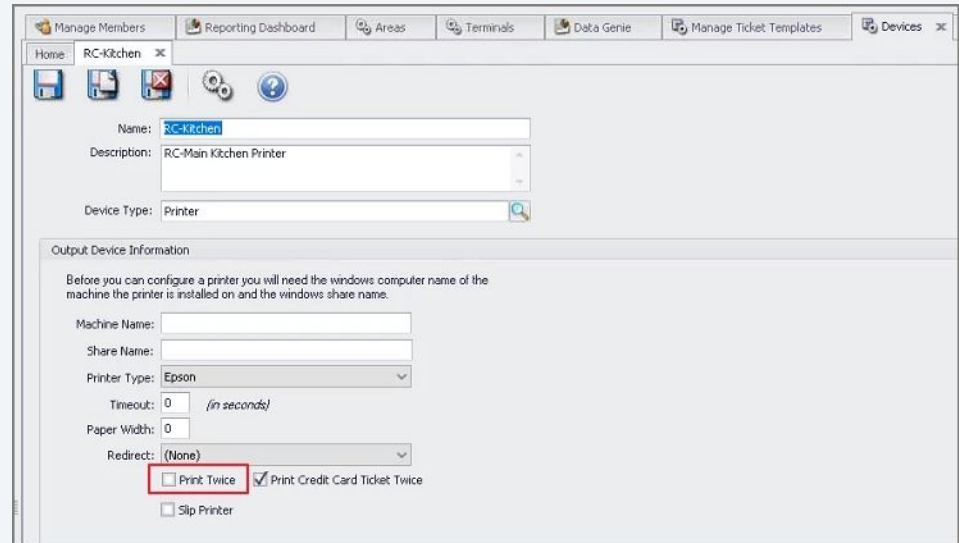 Manage Members Reporting Dashboard Areas Terminals Data Genie Manage Ticket Templates Devices
Home RC-Kitchen
Name: RC-Kitchen
Description: RC-Main Kitchen Printer
Device Type: Printer
Output Device Information
Before you can configure a printer you will need the windows computer name of the
machine the printer is installed on and the windows share name.
Machine Name:
Share Name:
Printer Type: Epson
Timeout: 0 (in seconds)
Paper Width: 0
Redirect: (None)
Print Twice Print Credit Card Ticket Twice
Slip Printer